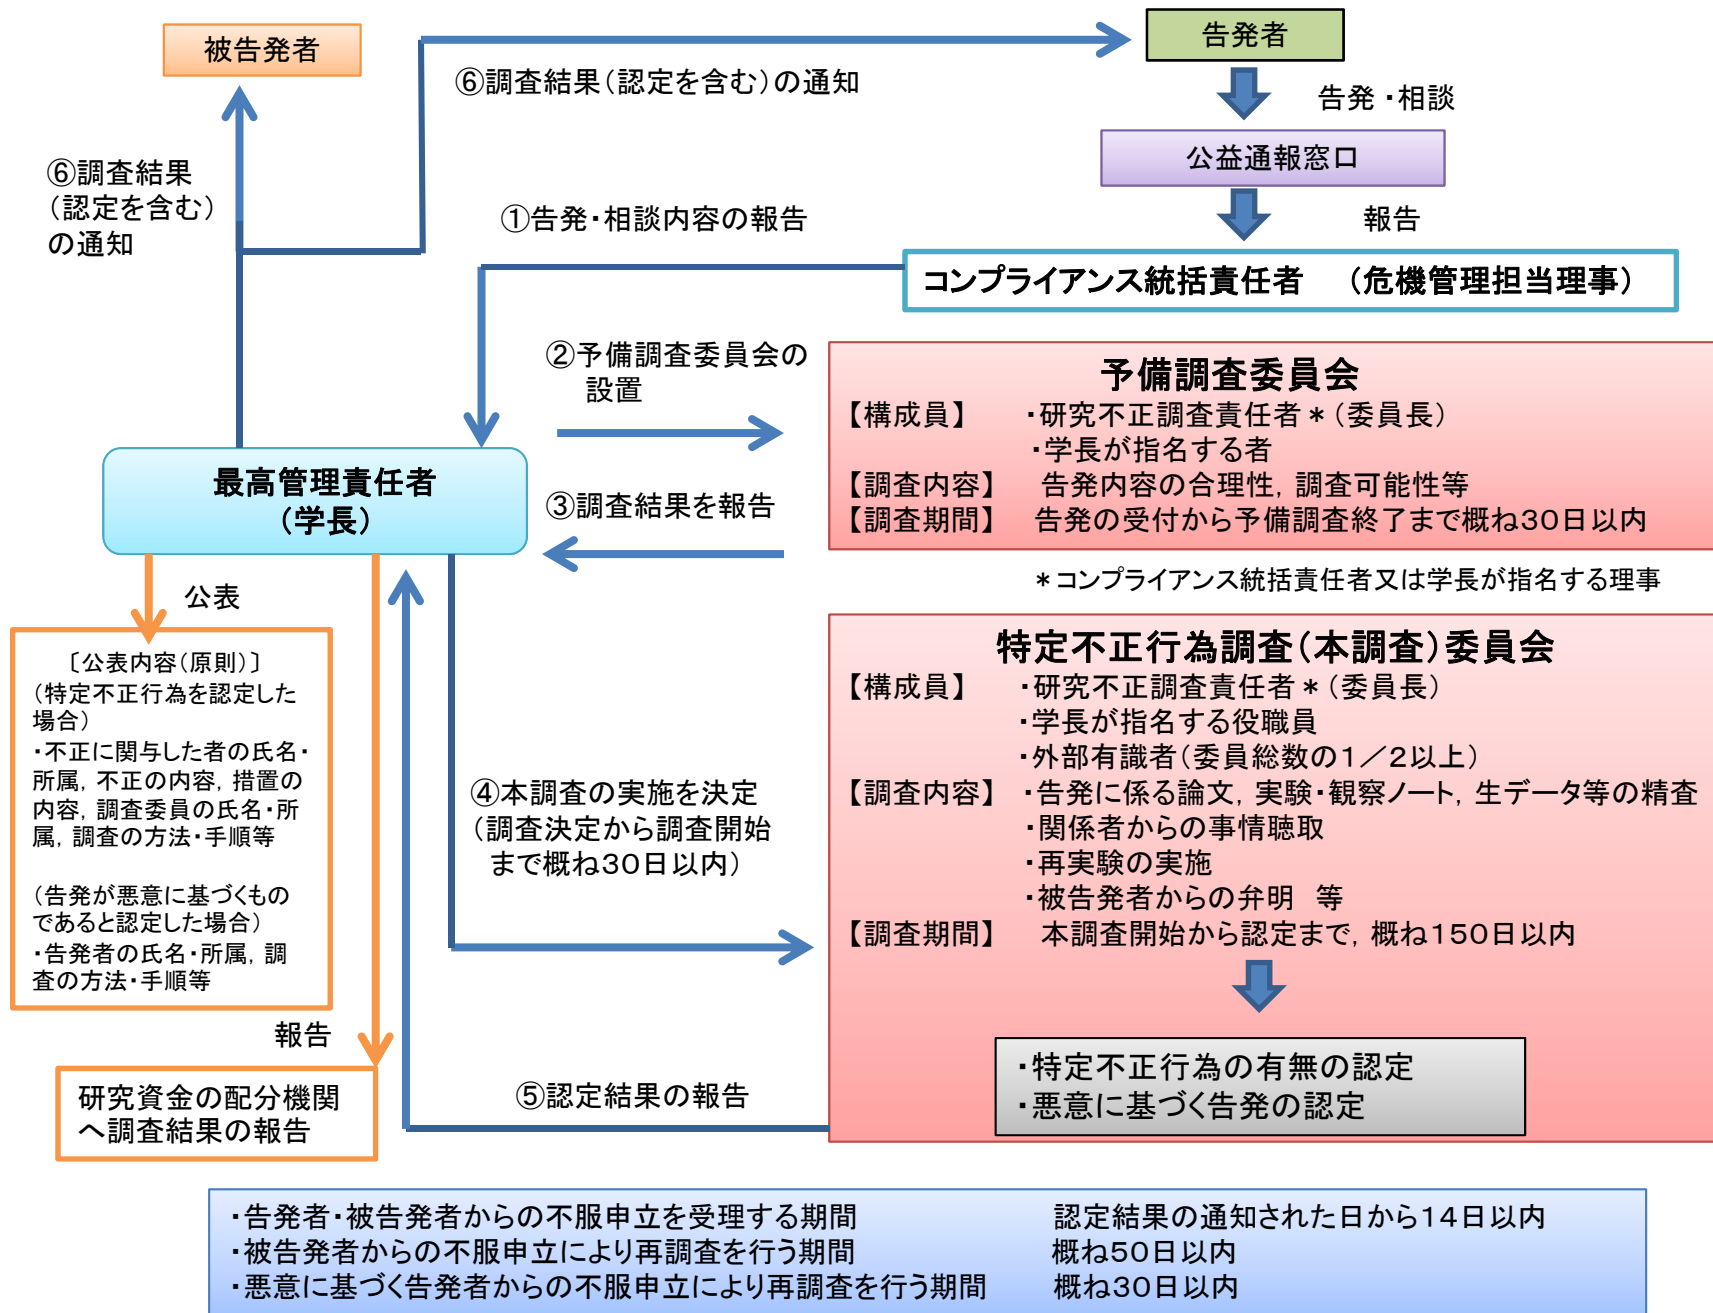 被告発者
告発者
⑥調査結果（認定を含む）の通知
告発・相談
公益通報窓口
⑥調査結果
（認定を含む）
の通知
①告発・相談内容の報告
報告
コンプライアンス統括責任者　（危機管理担当理事）
②予備調査委員会の
設置
予備調査委員会
【構成員】　・研究不正調査責任者＊（委員長）
・学長が指名する者
【調査内容】　告発内容の合理性，調査可能性等
【調査期間】　告発の受付から予備調査終了まで概ね３０日以内
最高管理責任者
（学長）
③調査結果を報告
＊コンプライアンス統括責任者又は学長が指名する理事
公表
〔公表内容（原則）〕
（特定不正行為を認定した
場合）
・不正に関与した者の氏名・
所属，不正の内容，措置の
内容，調査委員の氏名・所
属，調査の方法・手順等
（告発が悪意に基づくもの
であると認定した場合）
・告発者の氏名・所属，調
査の方法・手順等
特定不正行為調査（本調査）委員会
【構成員】　・研究不正調査責任者＊（委員長）
・学長が指名する役職員
・外部有識者（委員総数の１／２以上）
【調査内容】　・告発に係る論文，実験・観察ノート，生データ等の精査
・関係者からの事情聴取
・再実験の実施
・被告発者からの弁明　等
【調査期間】　本調査開始から認定まで，概ね１５０日以内
④本調査の実施を決定
（調査決定から調査開始
まで概ね３０日以内）
・特定不正行為の有無の認定
・悪意に基づく告発の認定
報告
研究資金の配分機関
へ調査結果の報告
⑤認定結果の報告
・告発者・被告発者からの不服申立を受理する期間　認定結果の通知された日から１４日以内
・被告発者からの不服申立により再調査を行う期間　概ね５０日以内
・悪意に基づく告発者からの不服申立により再調査を行う期間　概ね３０日以内